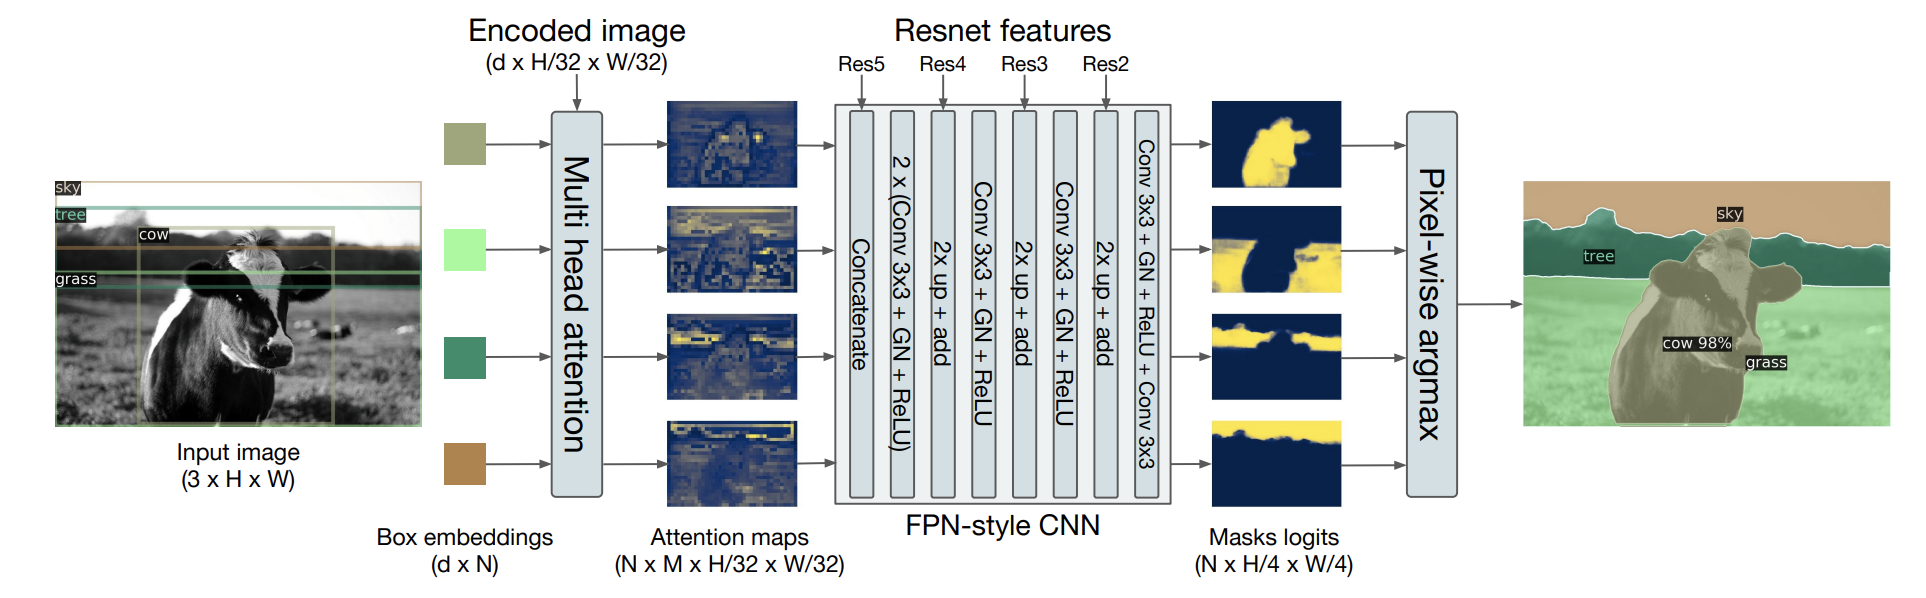 Encoded image
(d x H/32 x W/32)
Resnet features
Res5
Res4
Res3
Res2
sky
tree
cow
grass
Input image
(3 x H x W)
Box embeddings
(d x N)
Multi head attention
Attention maps
(N x M x H/32 x W/32)
Concatenate
2 x (Conv 3x3 + GN + ReLU)
2x up + add
Conv 3x3 + GN + ReLU
2x up + add
Conv 3x3 + GN + ReLU
2x up + add
Conv 3x3 + GN + ReLU + Conv 3x3
FPN-style CNN
Masks logits
(N x H/4 x W/4)
Pixel-wise argmax
sky
tree
cow 98%
grass